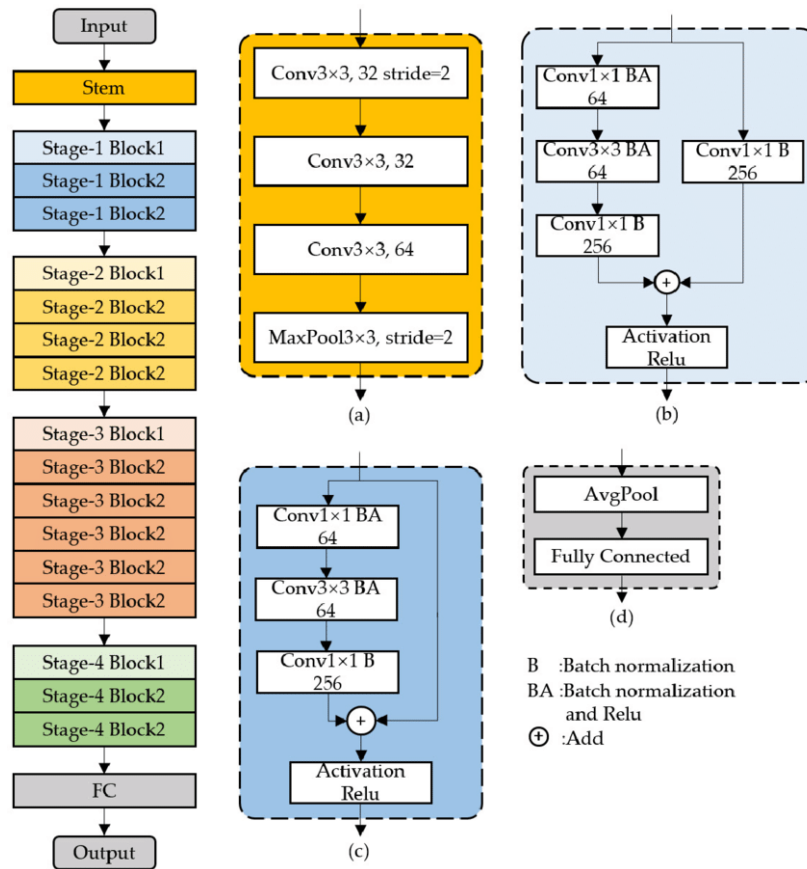 Input
Stem
Stage-1 Block1
Stage-1 Block2
Stage-1 Block2
Stage-2 Block1
Stage-2 Block2
Stage-2 Block2
Stage-2 Block2
Stage-3 Block1
Stage-3 Block2
Stage-3 Block2
Stage-3 Block2
Stage-3 Block2
Stage-3 Block2
Stage-4 Block1
Stage-4 Block2
Stage-4 Block2
FC
Output
Conv3×3, 32 stride=2
Conv3×3, 32
Conv3×3, 64
MaxPool3×3, stride=2
(a)
Conv1×1 BA
64
Conv3×3 BA
64
Conv1×1 B
256
Conv1×1 B
256
+
Activation
Relu
(b)
Conv1×1 BA
64
Conv3×3 BA
64
Conv1×1 B
256
+
Activation
Relu
(c)
AvgPool
Fully Connected
(d)
B :Batch normalization
BA :Batch normalization
and Relu
+ :Add